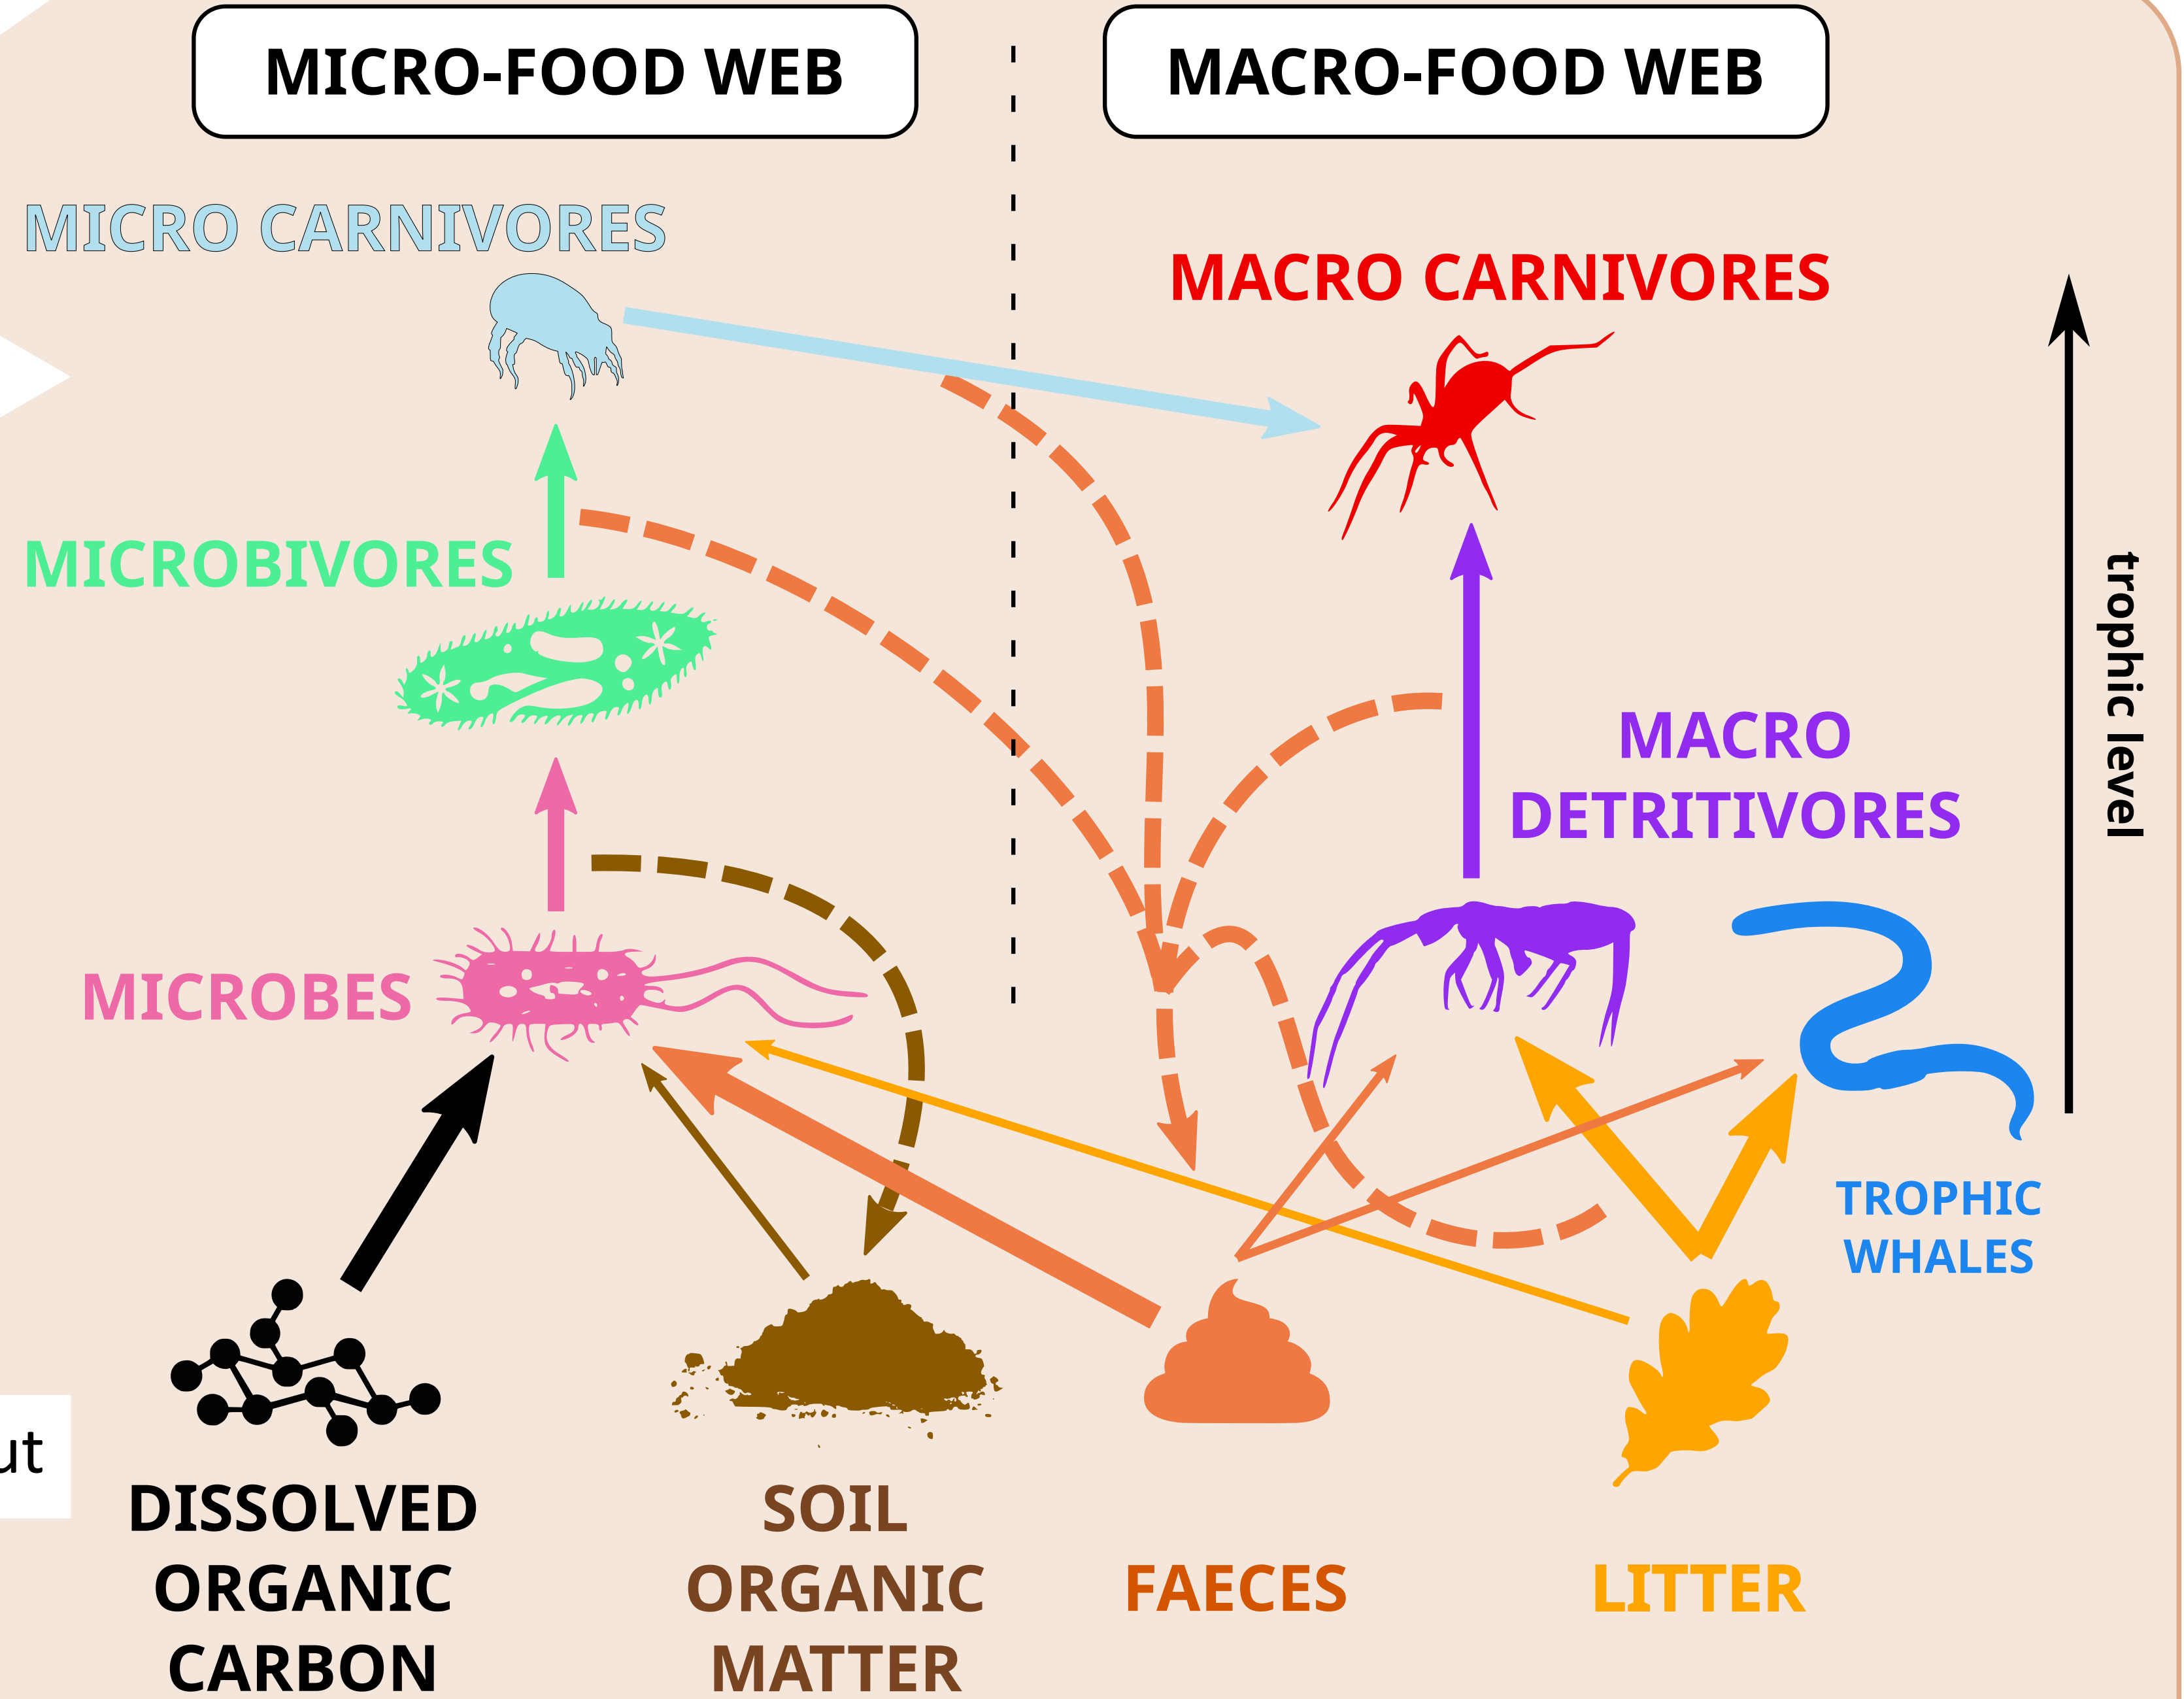 MICRO-FOOD WEB
MACRO-FOOD WEB
MICRO CARNIVORES
MACRO CARNIVORES
MICROBIVORES
trophic level
MACRO
DETRITIVORES
MICROBES
TROPHIC
WHALES
ut
DISSOLVED
ORGANIC
CARBON
SOIL
ORGANIC
MATTER
FAECES
LITTER